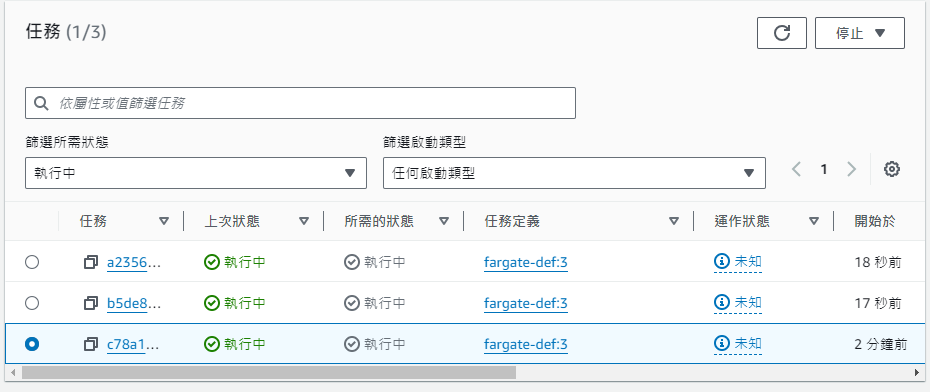 任務 (1/3)
停止
依屬性或值篩選任務
篩選所需狀態
篩選啟動類型
執行中
任何啟動類型
1
任務 上次狀態 所需的狀態 任務定義 運作狀態 開始於
a2356... 執行中 執行中 fargate-def:3 未知 18 秒前
b5de8... 執行中 執行中 fargate-def:3 未知 17 秒前
c78a1... 執行中 執行中 fargate-def:3 未知 2 分鐘前